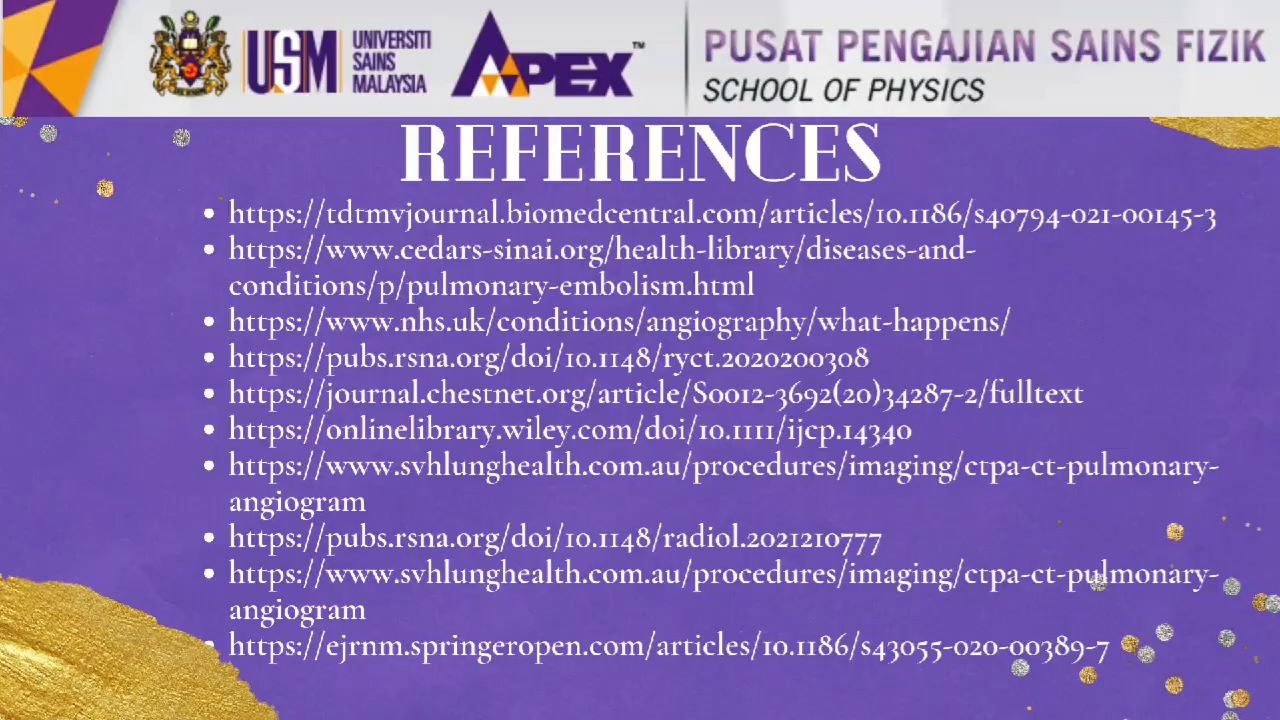 USM UNIVERSITI
SAINS
MALAYSIA
APEX™
PUSAT PENGAJIAN SAINS FIZIK
SCHOOL OF PHYSICS
REFERENCES
• https://tdtmvjournal.biomedcentral.com/articles/10.1186/s40794-021-00145-3
• https://www.cedars-sinai.org/health-library/diseases-and-
conditions/p/pulmonary-embolism.html
• https://www.nhs.uk/conditions/angiography/what-happens/
• https://pubs.rsna.org/doi/10.1148/ryct.2020200308
• https://journal.chestnet.org/article/S0012-3692(20)34287-2/fulltext
• https://onlinelibrary.wiley.com/doi/10.1111/ijcp.14340
• https://www.svhlunghealth.com.au/procedures/imaging/ctpa-ct-pulmonary-
angiogram
• https://pubs.rsna.org/doi/10.1148/radiol.2021210777
• https://www.svhlunghealth.com.au/procedures/imaging/ctpa-ct-pulmonary-
angiogram
• https://ejrnm.springeropen.com/articles/10.1186/s43055-020-00389-7